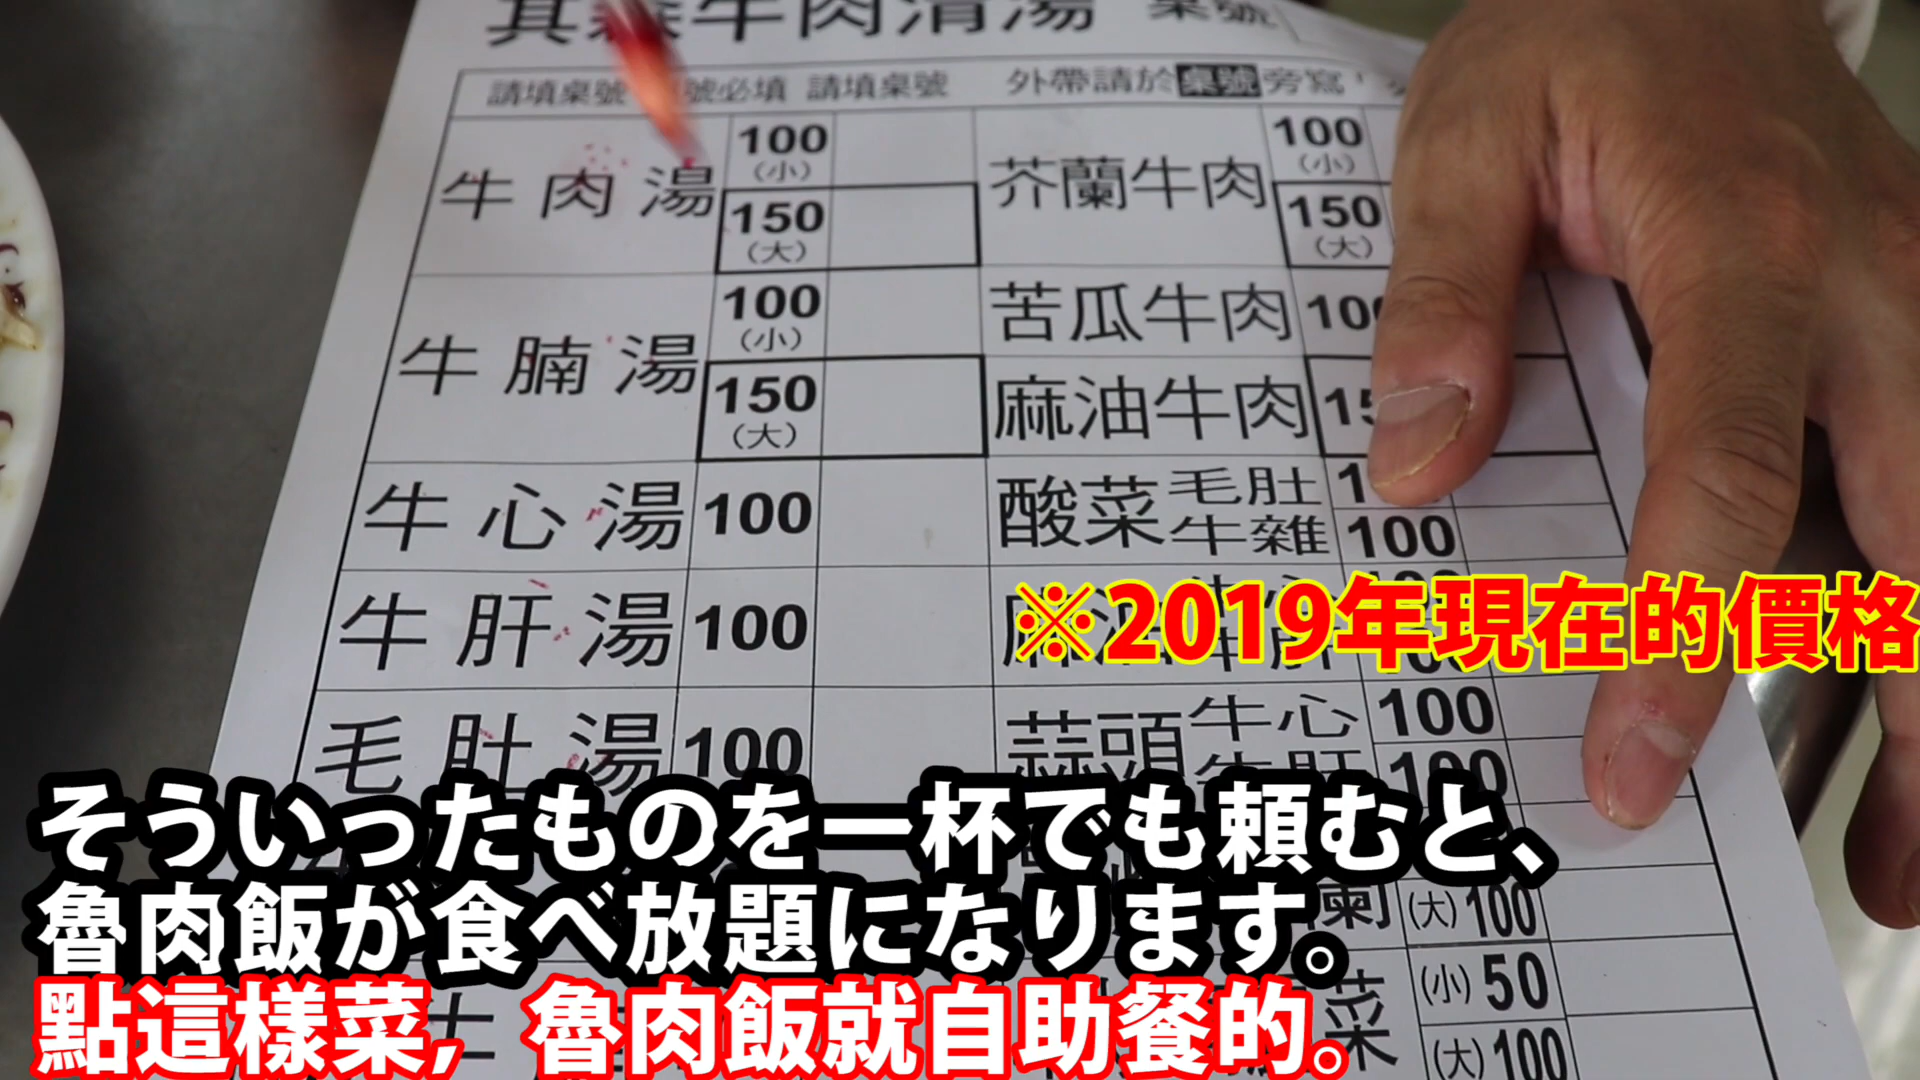 牛肉清湯 桌號
請填桌號 號必填 請填桌號 外帶請於桌號旁寫
牛肉湯 100 (小) 150 (大)
芥蘭牛肉 100 (小) 150 (大)
牛腩湯 100 (小) 150 (大)
苦瓜牛肉
麻油牛肉
牛心湯 100
酸菜 毛肚
牛雜 100
牛肝湯 100
※2019年現在的價格
毛肚湯 100
蒜頭 牛心 100
牛肝 100
そういったものを一杯でも頼むと、
魯肉飯が食べ放題になります。
(大) 100
菜 (小) 50
(大) 100
點這樣菜, 魯肉飯就自助餐的。